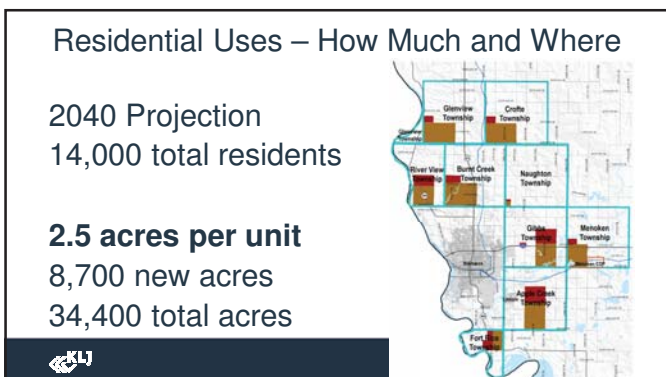 Residential Uses – How Much and Where
2040 Projection
14,000 total residents
2.5 acres per unit
8,700 new acres
34,400 total acres
Glenview
Township
Crofte
Township
River View
Township
Burnt Creek
Township
Naughton
Township
Gibbs
Township
Menoken
Township
Apple Creek
Township
Township
KLJ